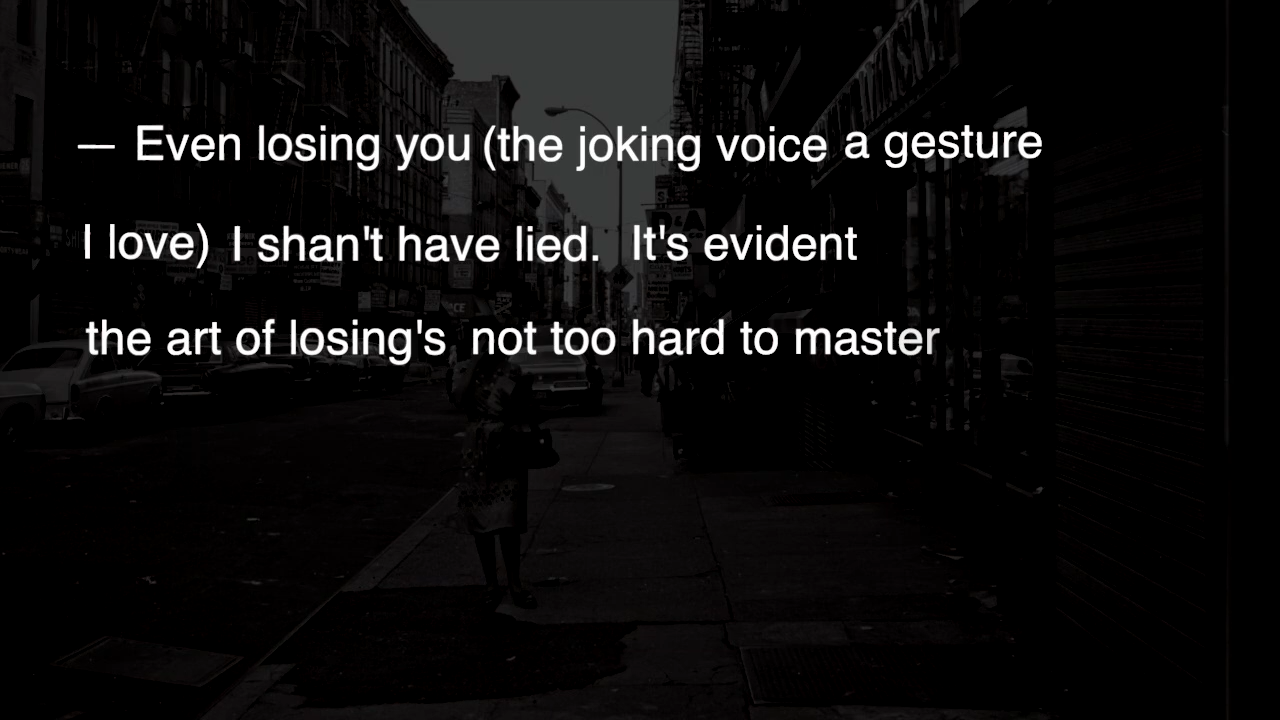 — Even losing you (the joking voice a gesture
I love) I shan't have lied. It's evident
the art of losing's not too hard to master